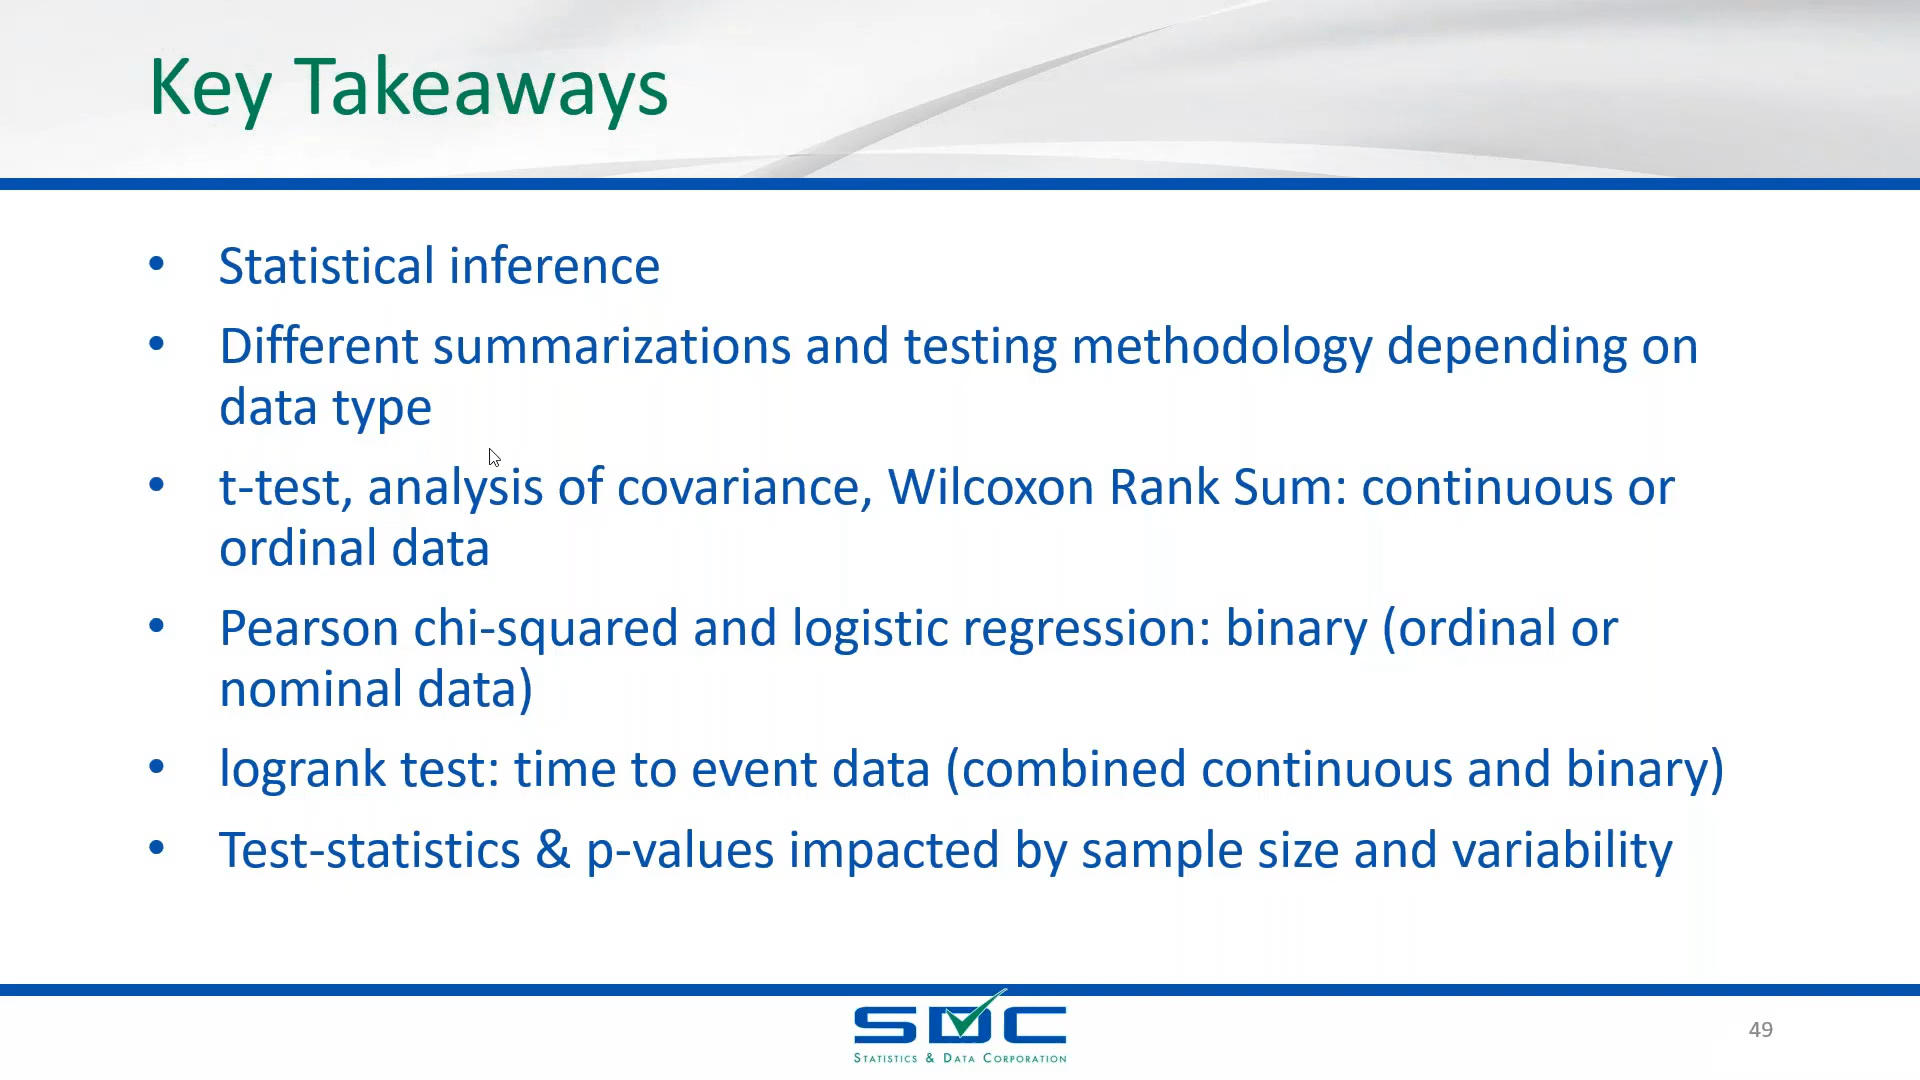 Key Takeaways
• Statistical inference
• Different summarizations and testing methodology depending on
data type
• t-test, analysis of covariance, Wilcoxon Rank Sum: continuous or
ordinal data
• Pearson chi-squared and logistic regression: binary (ordinal or
nominal data)
• logrank test: time to event data (combined continuous and binary)
• Test-statistics & p-values impacted by sample size and variability
SDC
STATISTICS & DATA CORPORATION
49